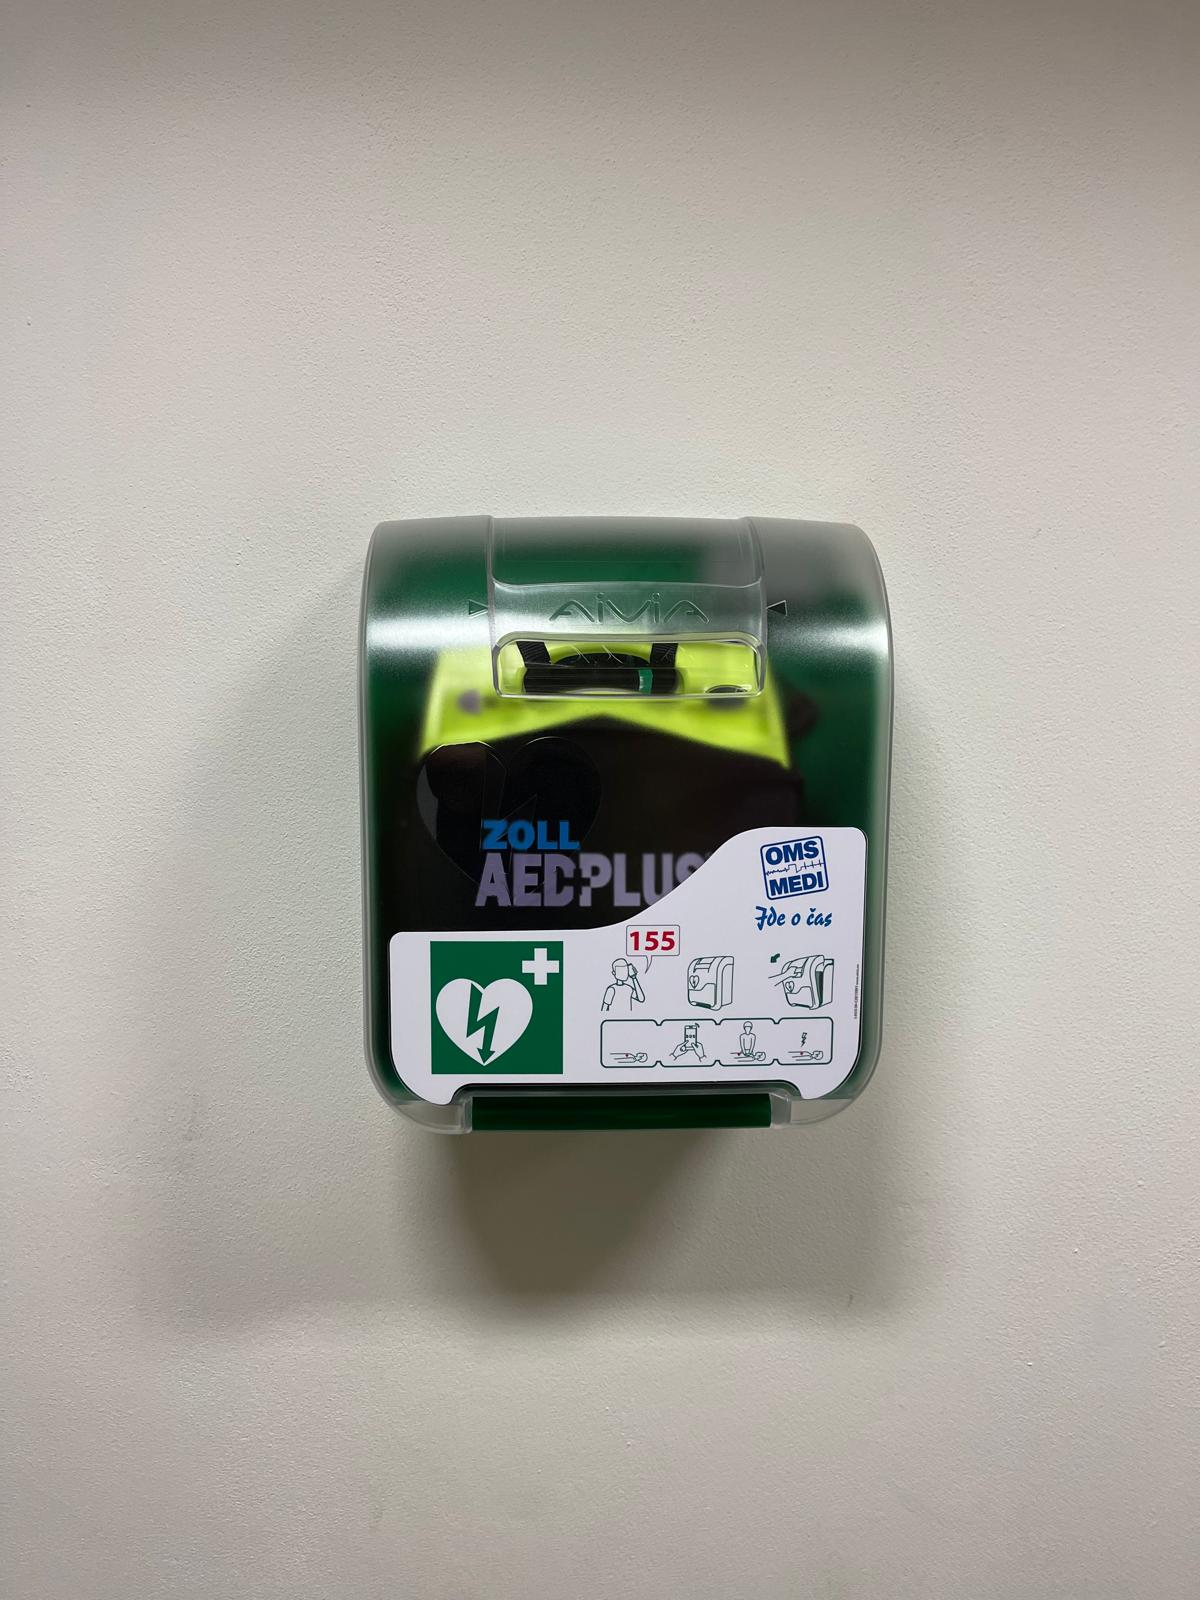 AiViA
ZOLL
AED PLUS
OMS
MEDI
Jde o čas
155